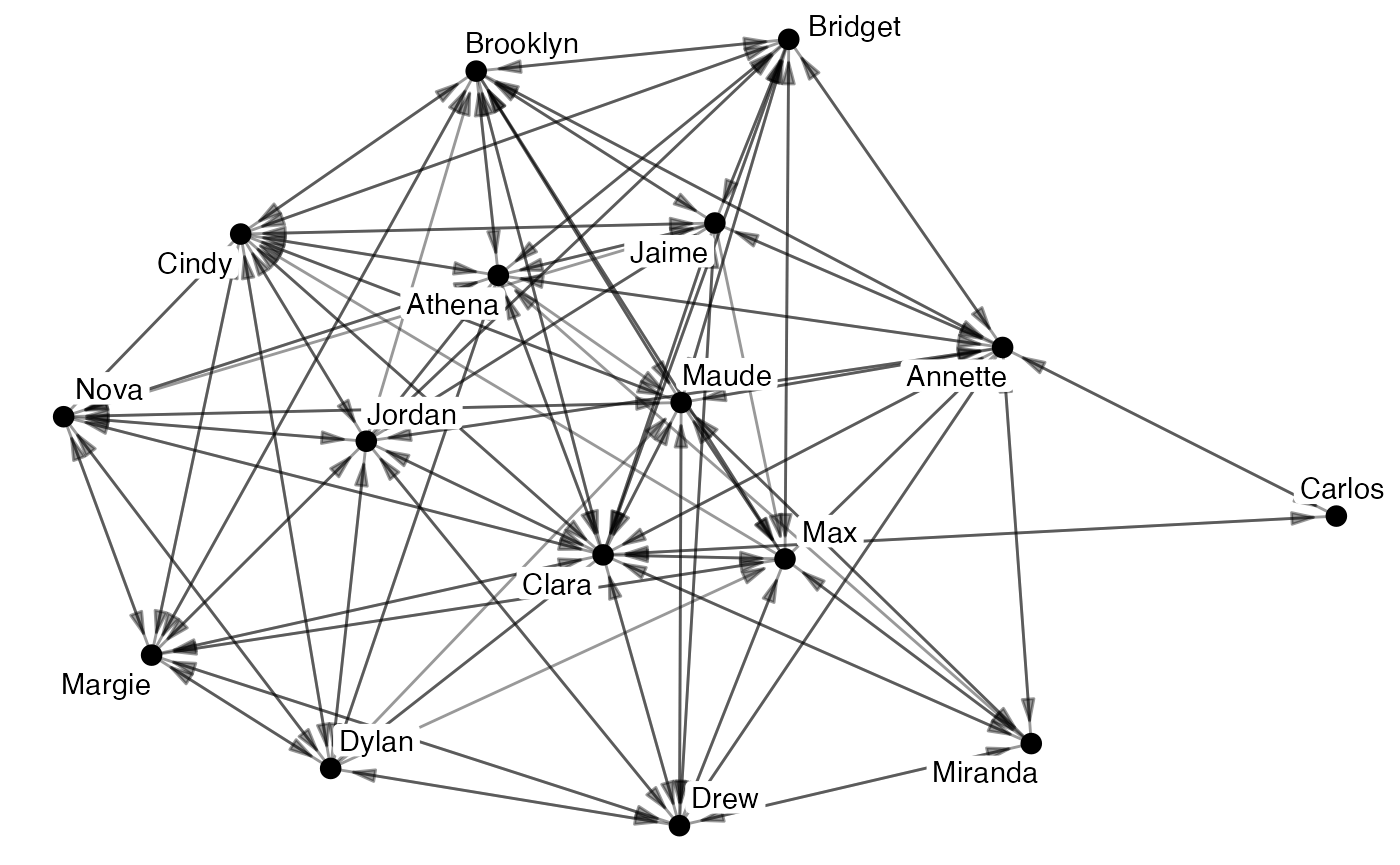 Bridget
Brooklyn
Jaime
Cindy
Athena
Maude
Annette
Nova
Jordan
Carlos
Max
Clara
Margie
Dylan
Miranda
Drew